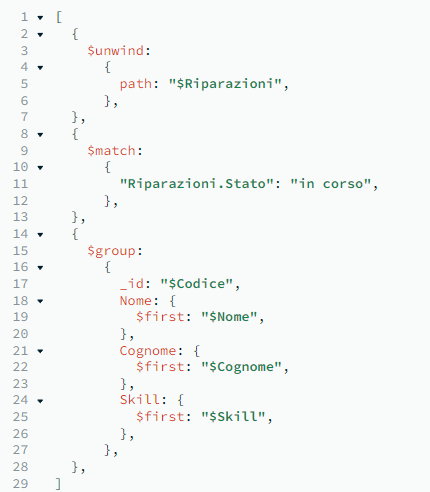 1 [
2 {
3 $unwind:
4 {
5 path: "$Riparazioni",
6 },
7 },
8 {
9 $match:
10 {
11 "Riparazioni.Stato": "in corso",
12 },
13 },
14 {
15 $group:
16 {
17 _id: "$Codice",
18 Nome: {
19 $first: "$Nome",
20 },
21 Cognome: {
22 $first: "$Cognome",
23 },
24 Skill: {
25 $first: "$Skill",
26 },
27 },
28 },
29 ]